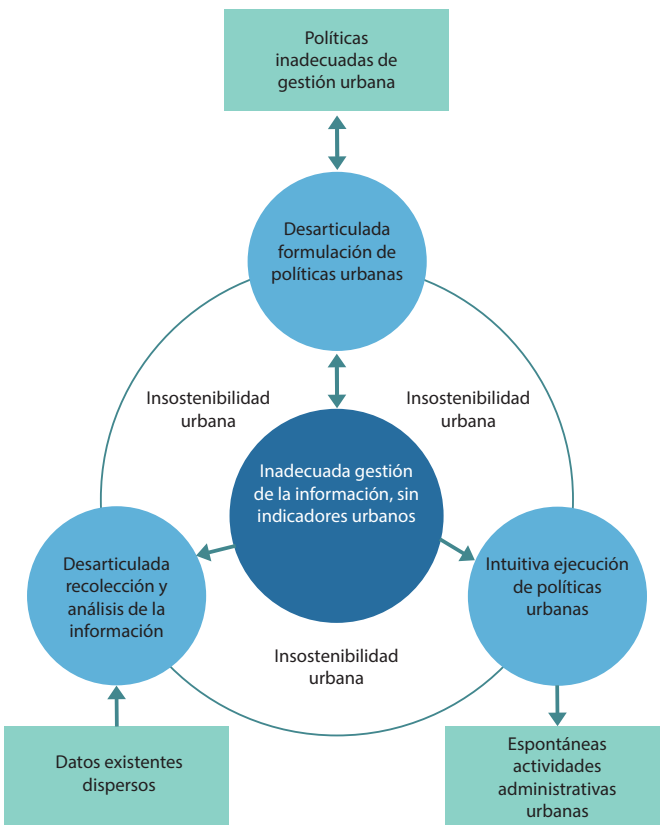 Políticas
inadecuadas de
gestión urbana
Desarticulada
formulación de
políticas urbanas
Insostenibilidad
urbana
Insostenibilidad
urbana
Inadecuada gestión
de la información, sin
indicadores urbanos
Desarticulada
recolección y
análisis de la
información
Intuitiva ejecución
de políticas
urbanas
Insostenibilidad
urbana
Datos existentes
dispersos
Espontáneas
actividades
administrativas
urbanas